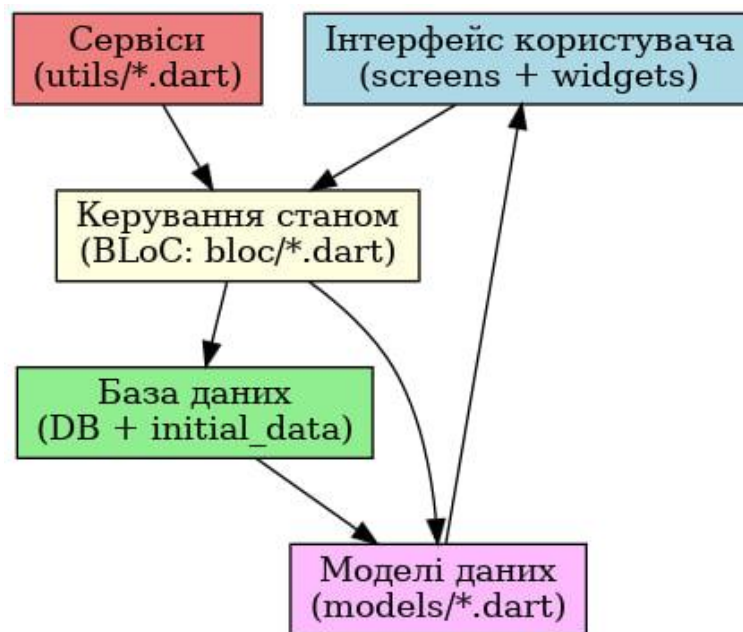 Сервіси
(utils/*.dart)
Інтерфейс користувача
(screens + widgets)
Керування станом
(BLoC: bloc/*.dart)
База даних
(DB + initial_data)
Моделі даних
(models/*.dart)